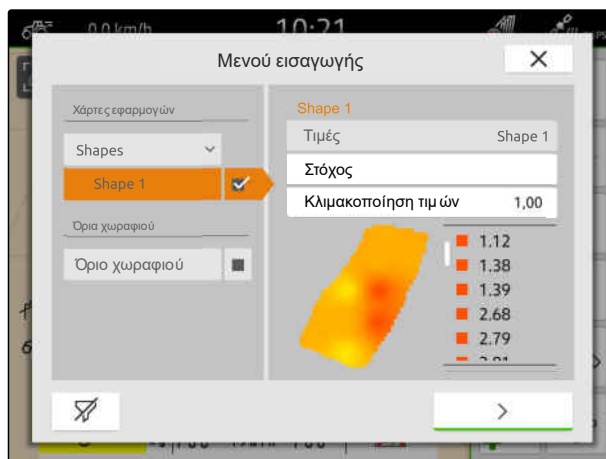 0.0 km/h 10:21
Μενού εισαγωγής
Χάρτες εφαρμογών
Shapes
Shape 1
Όρια χωραφιού
Όριο χωραφιού
Shape 1
Τιμές Shape 1
Στόχος
Κλιμακοποίηση τιμών 1,00
1.12
1.38
1.39
2.68
2.79